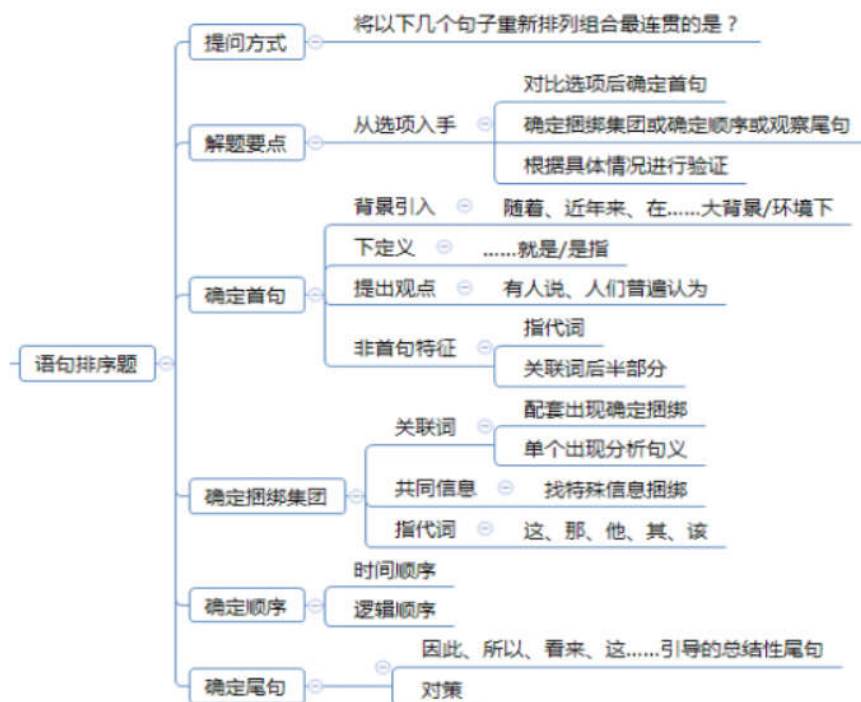 提问方式
将以下几个句子重新排列组合最连贯的是？
解题要点
从选项入手
对比选项后确定首句
确定捆绑集团或确定顺序或观察尾句
根据具体情况进行验证
确定首句
背景引入
随着、近年来、在……大背景/环境下
下定义
……就是/是指
提出观点
有人说、人们普遍认为
非首句特征
指代词
关联词后半部分
语句排序题
确定捆绑集团
关联词
配套出现确定捆绑
单个出现分析句义
共同信息
找特殊信息捆绑
指代词
这、那、他、其、该
确定顺序
时间顺序
逻辑顺序
确定尾句
因此、所以、看来、这……引导的总结性尾句
对策